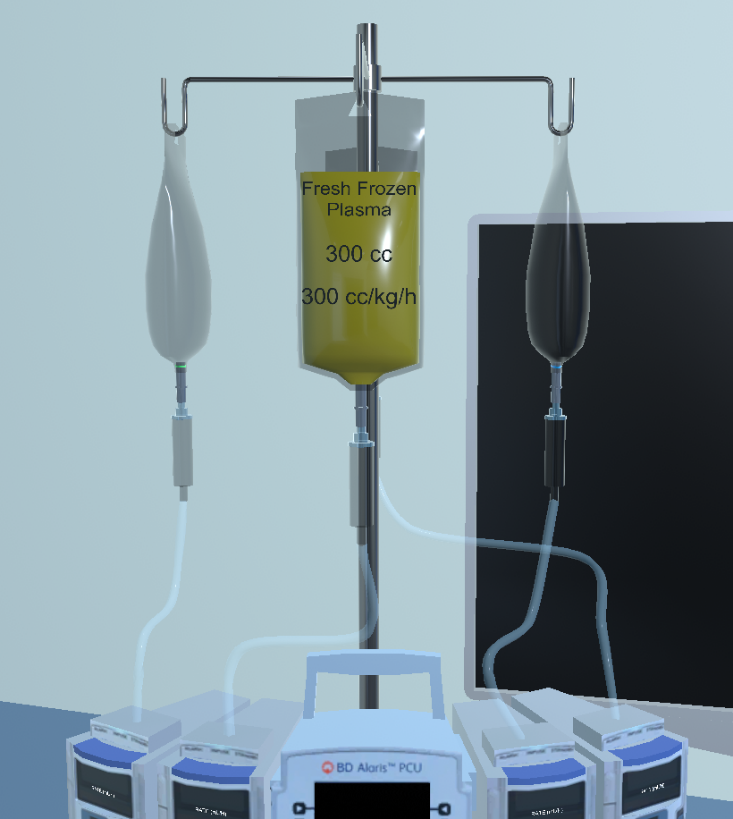 Fresh Frozen
Plasma
300 cc
300 cc/kg/h
BD Alaris™ PCU